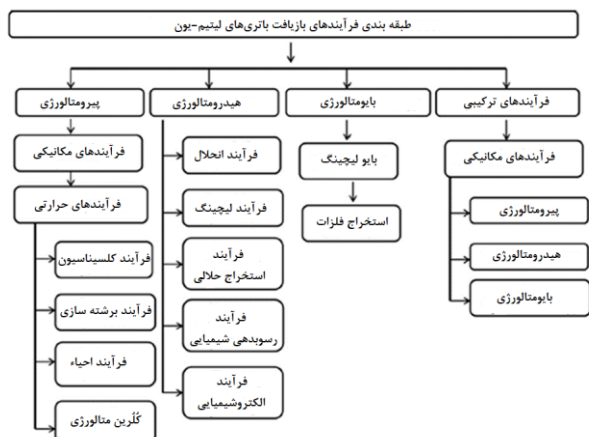 طبقه بندی فرآیندهای بازیافت باتری‌های لیتیم-یون
فرآیندهای ترکیبی
بایومتالورژی
هیدرومتالورژی
پیرومتالورژی
فرآیندهای مکانیکی
پیرومتالورژی
هیدرومتالورژی
بایومتالورژی
بایو لیچینگ
استخراج فلزات
فرآیند انحلال
فرآیند لیچینگ
فرآیند
استخراج حلالی
فرآیند
رسوبدهی شیمیایی
فرآیند
الکتروشیمیایی
فرآیندهای مکانیکی
فرآیندهای حرارتی
فرآیند کلسیناسیون
فرآیند برشته سازی
فرآیند احیاء
کُلُرین متالورژی